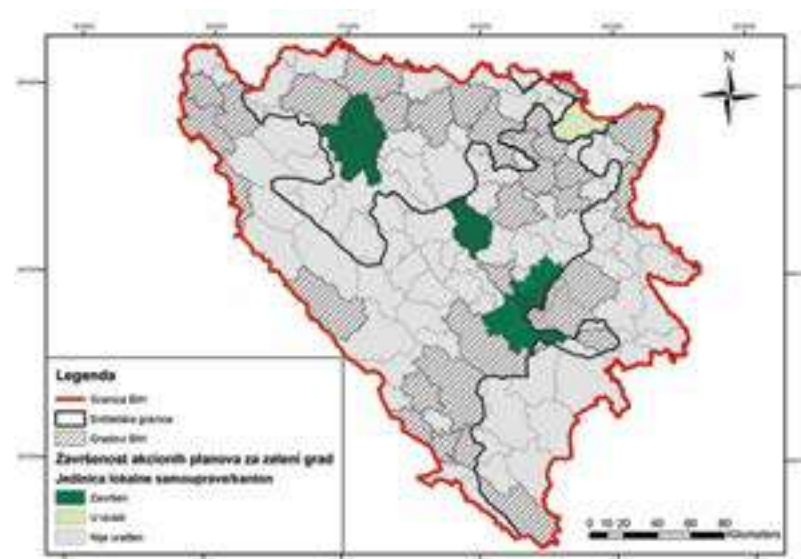 N
Legenda
Granica BiH
Entitetska granica
Gradovi BiH
Završenost akcionih planova za zeleni grad
Jedinica lokalne samouprave/kanton
Završen
U izradi
Nije urađen
0 10 20 40 60 80
Kilometers